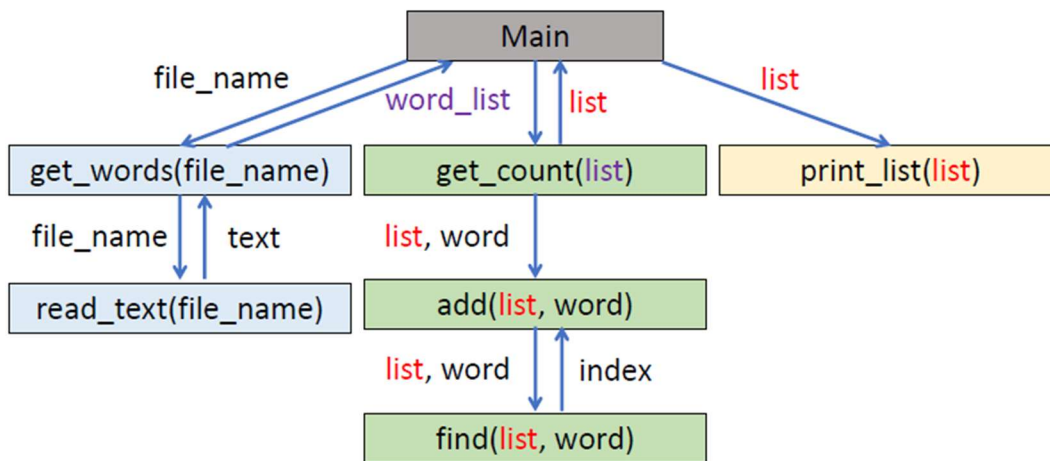 Main
file_name
word_list
list
list
get_words(file_name)
get_count(list)
print_list(list)
file_name
text
list, word
read_text(file_name)
add(list, word)
list, word
index
find(list, word)